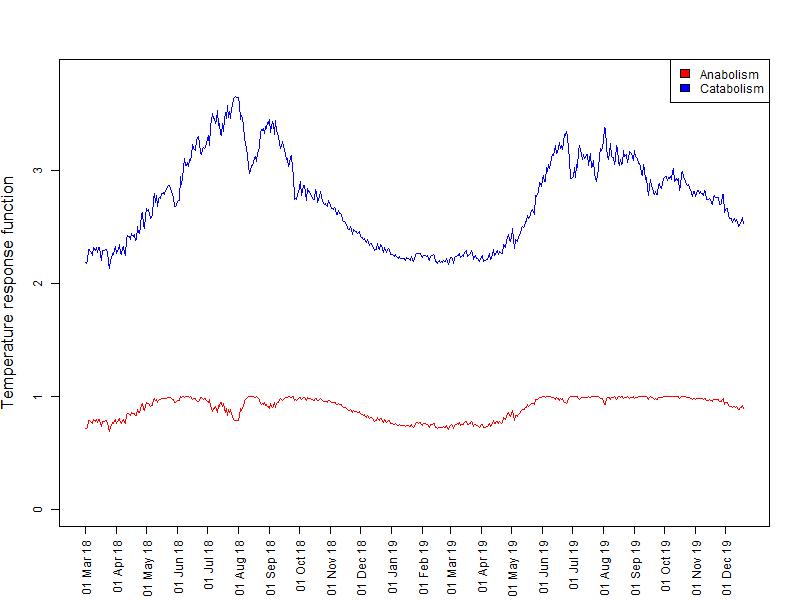 Anabolism
Catabolism
Temperature response function
3
2
1
0
01 Mar 18
01 Apr 18
01 May 18
01 Jun 18
01 Jul 18
01 Aug 18
01 Sep 18
01 Oct 18
01 Nov 18
01 Dec 18
01 Jan 19
01 Feb 19
01 Mar 19
01 Apr 19
01 May 19
01 Jun 19
01 Jul 19
01 Aug 19
01 Sep 19
01 Oct 19
01 Nov 19
01 Dec 19